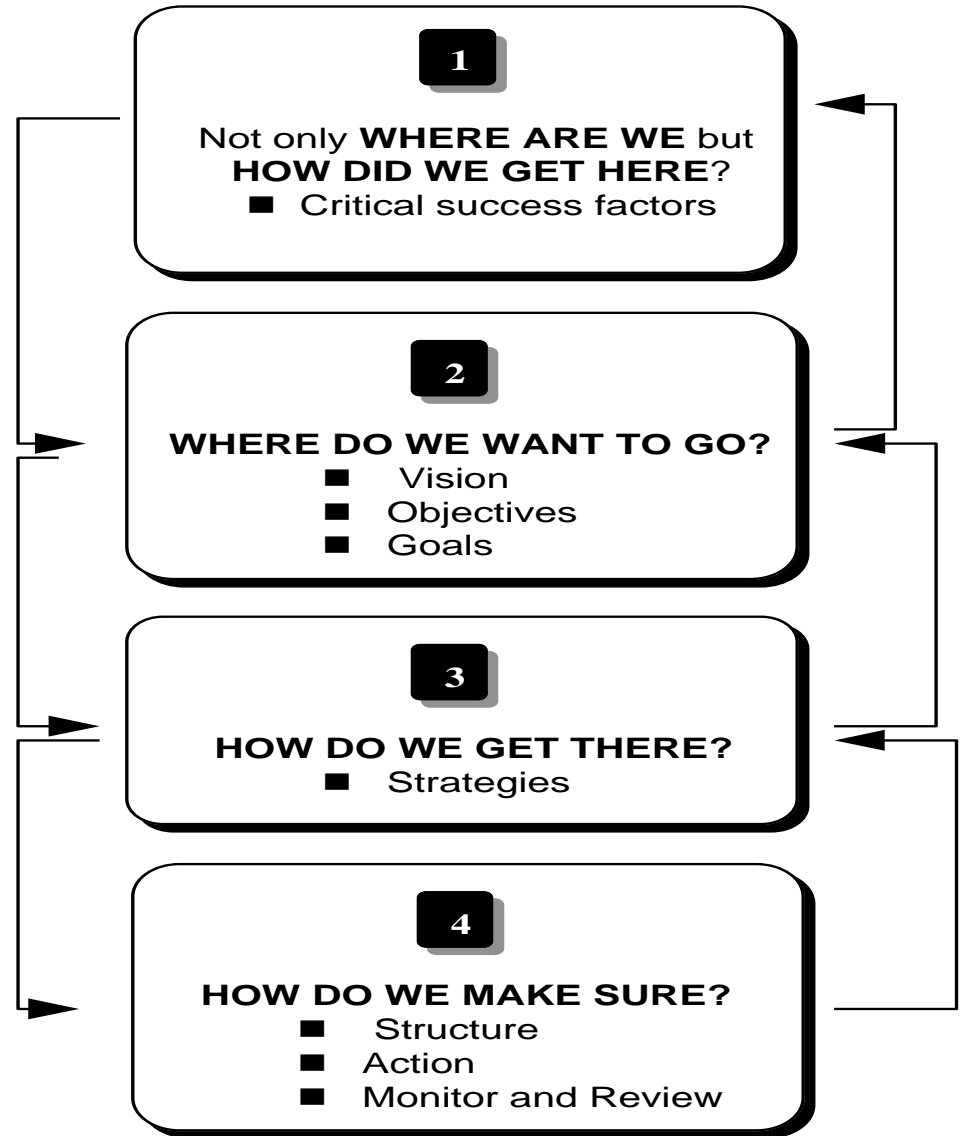 1
Not only WHERE ARE WE but
HOW DID WE GET HERE?
■ Critical success factors
2
WHERE DO WE WANT TO GO?
■ Vision
■ Objectives
■ Goals
3
HOW DO WE GET THERE?
■ Strategies
4
HOW DO WE MAKE SURE?
■ Structure
■ Action
■ Monitor and Review